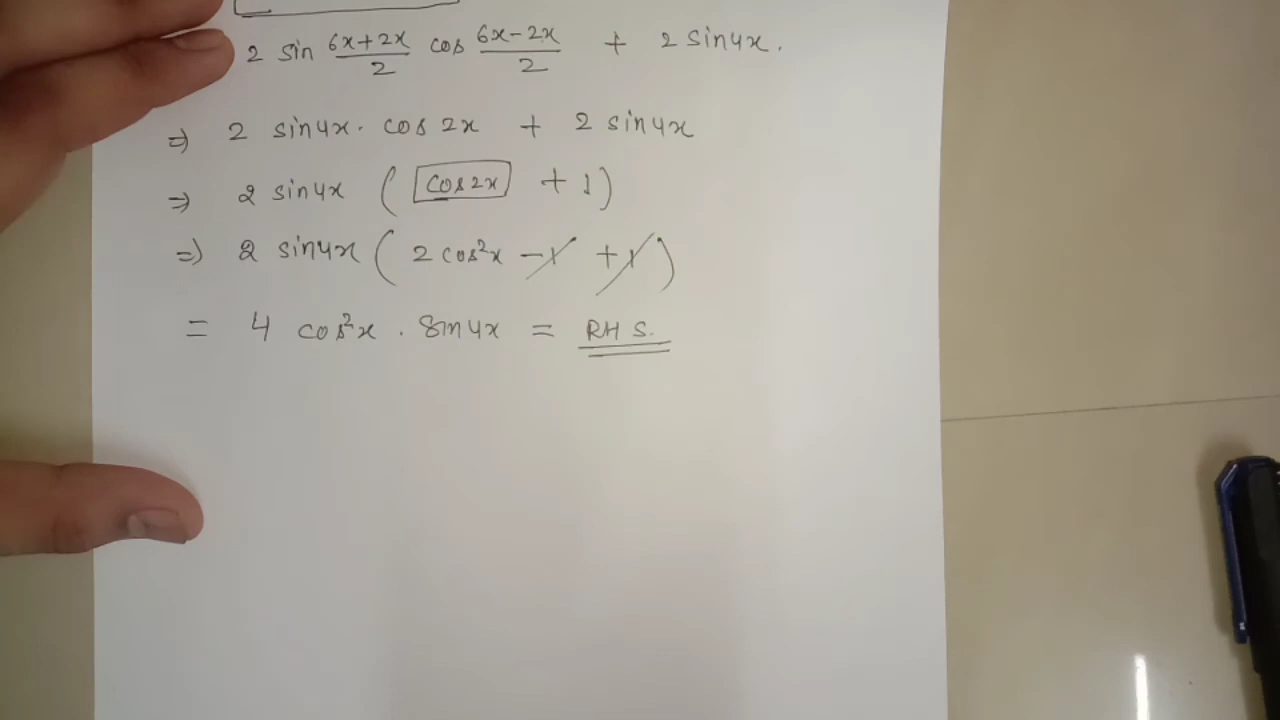 2 sin (6x+2x)/2 cos (6x-2x)/2 + 2 sin4x.
⇒ 2 sin4x. cos 2x + 2 sin4x
⇒ 2 sin4x ( cos2x + 1)
⇒ 2 sin4x ( 2 cos²x - 1 + 1 )
= 4 cos²x . Sin4x = RHS.